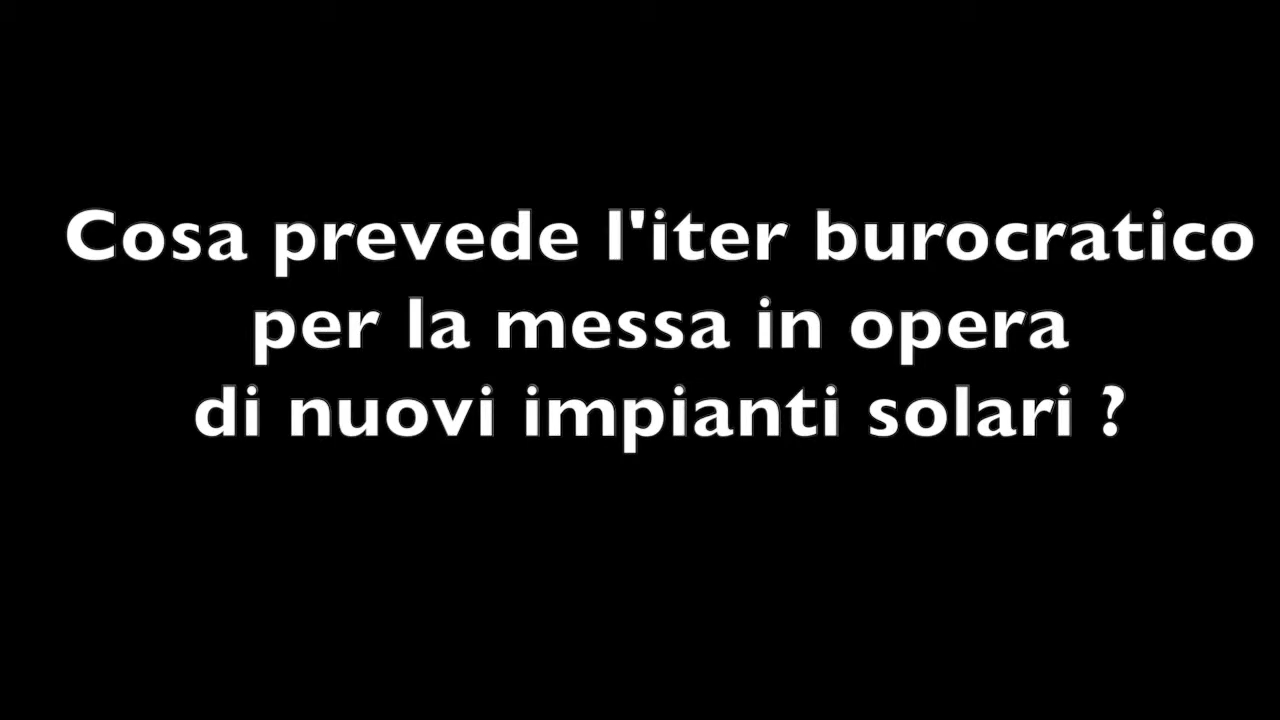 Cosa prevede l'iter burocratico
per la messa in opera
di nuovi impianti solari ?